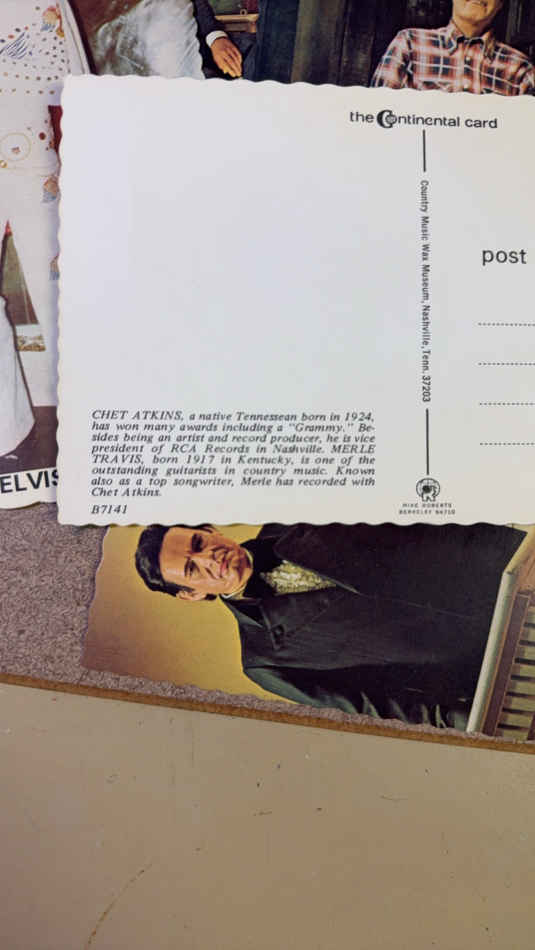 the Continental card
Country Music Wax Museum, Nashville, Tenn. 37203
post
CHET ATKINS, a native Tennessean born in 1924,
has won many awards including a "Grammy." Be-
sides being an artist and record producer, he is vice
president of RCA Records in Nashville. MERLE
TRAVIS, born 1917 in Kentucky, is one of the
outstanding guitarists in country music. Known
also as a top songwriter, Merle has recorded with
Chet Atkins.
B7141
MIKE ROBERTS
BERKELEY 94710
ELVIS